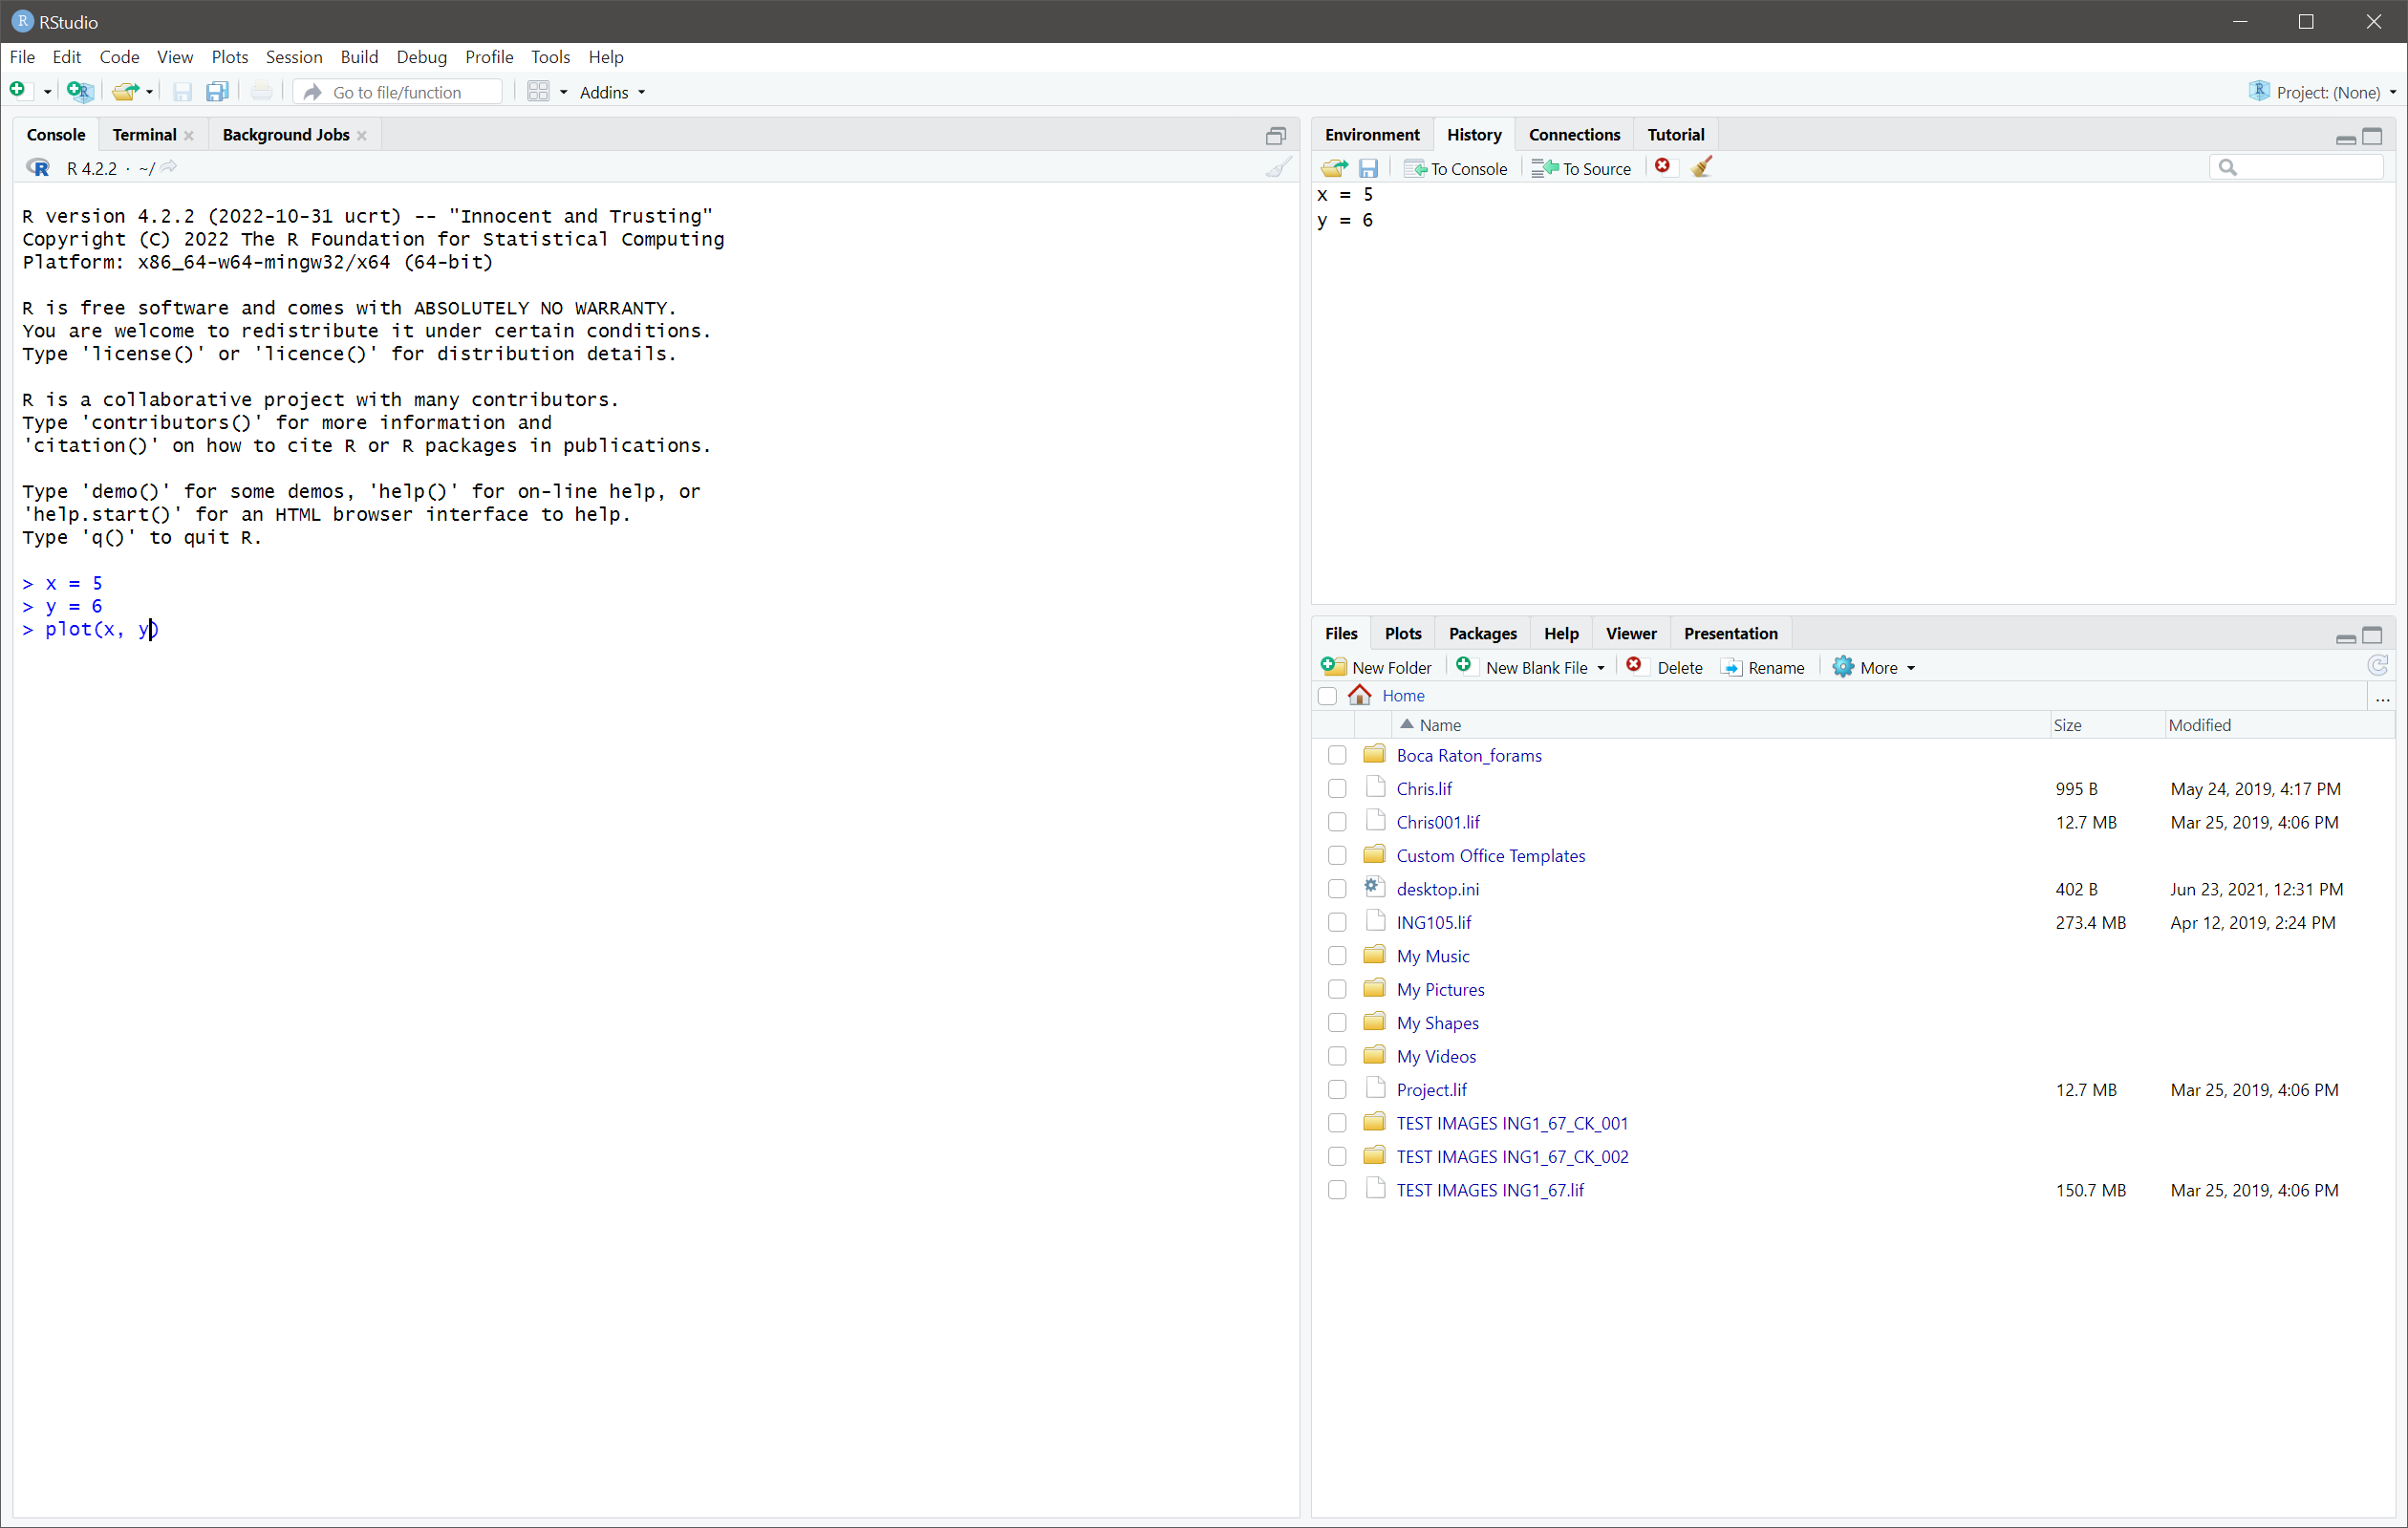 RStudio
File Edit Code View Plots Session Build Debug Profile Tools Help
Go to file/function Addins Project: (None)
Console Terminal Background Jobs
R 4.2.2 · ~/
R version 4.2.2 (2022-10-31 ucrt) -- "Innocent and Trusting"
Copyright (C) 2022 The R Foundation for Statistical Computing
Platform: x86_64-w64-mingw32/x64 (64-bit)
R is free software and comes with ABSOLUTELY NO WARRANTY.
You are welcome to redistribute it under certain conditions.
Type 'license()' or 'licence()' for distribution details.
R is a collaborative project with many contributors.
Type 'contributors()' for more information and
'citation()' on how to cite R or R packages in publications.
Type 'demo()' for some demos, 'help()' for on-line help, or
'help.start()' for an HTML browser interface to help.
Type 'q()' to quit R.
> x = 5
> y = 6
> plot(x, y)
Environment History Connections Tutorial
To Console To Source
x = 5
y = 6
Files Plots Packages Help Viewer Presentation
New Folder New Blank File Delete Rename More
Home ...
Name Size Modified
Boca Raton_forams
Chris.lif 995 B May 24, 2019, 4:17 PM
Chris001.lif 12.7 MB Mar 25, 2019, 4:06 PM
Custom Office Templates
desktop.ini 402 B Jun 23, 2021, 12:31 PM
ING105.lif 273.4 MB Apr 12, 2019, 2:24 PM
My Music
My Pictures
My Shapes
My Videos
Project.lif 12.7 MB Mar 25, 2019, 4:06 PM
TEST IMAGES ING1_67_CK_001
TEST IMAGES ING1_67_CK_002
TEST IMAGES ING1_67.lif 150.7 MB Mar 25, 2019, 4:06 PM